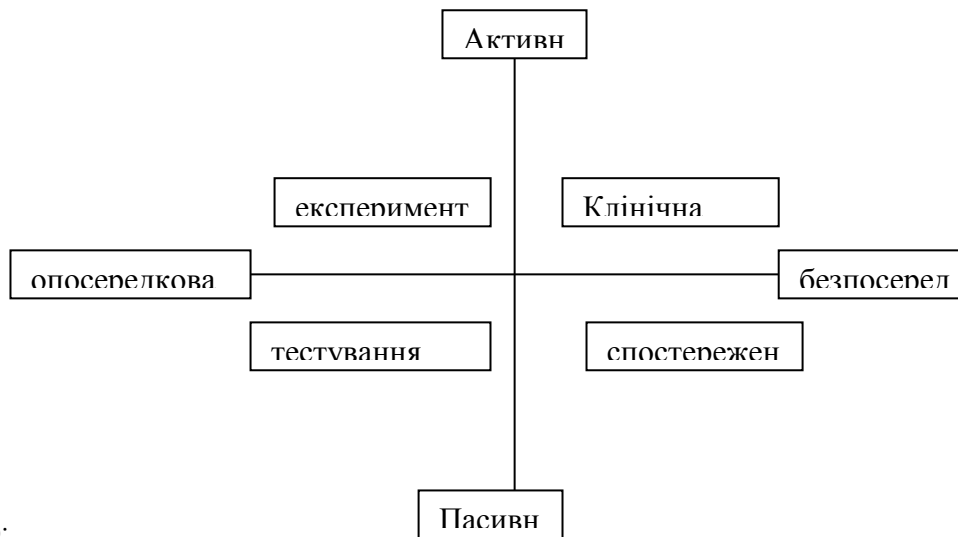 Активн
експеримент
Клінічна
опосередкова
безпосеред
тестування
спостережен
Пасивн